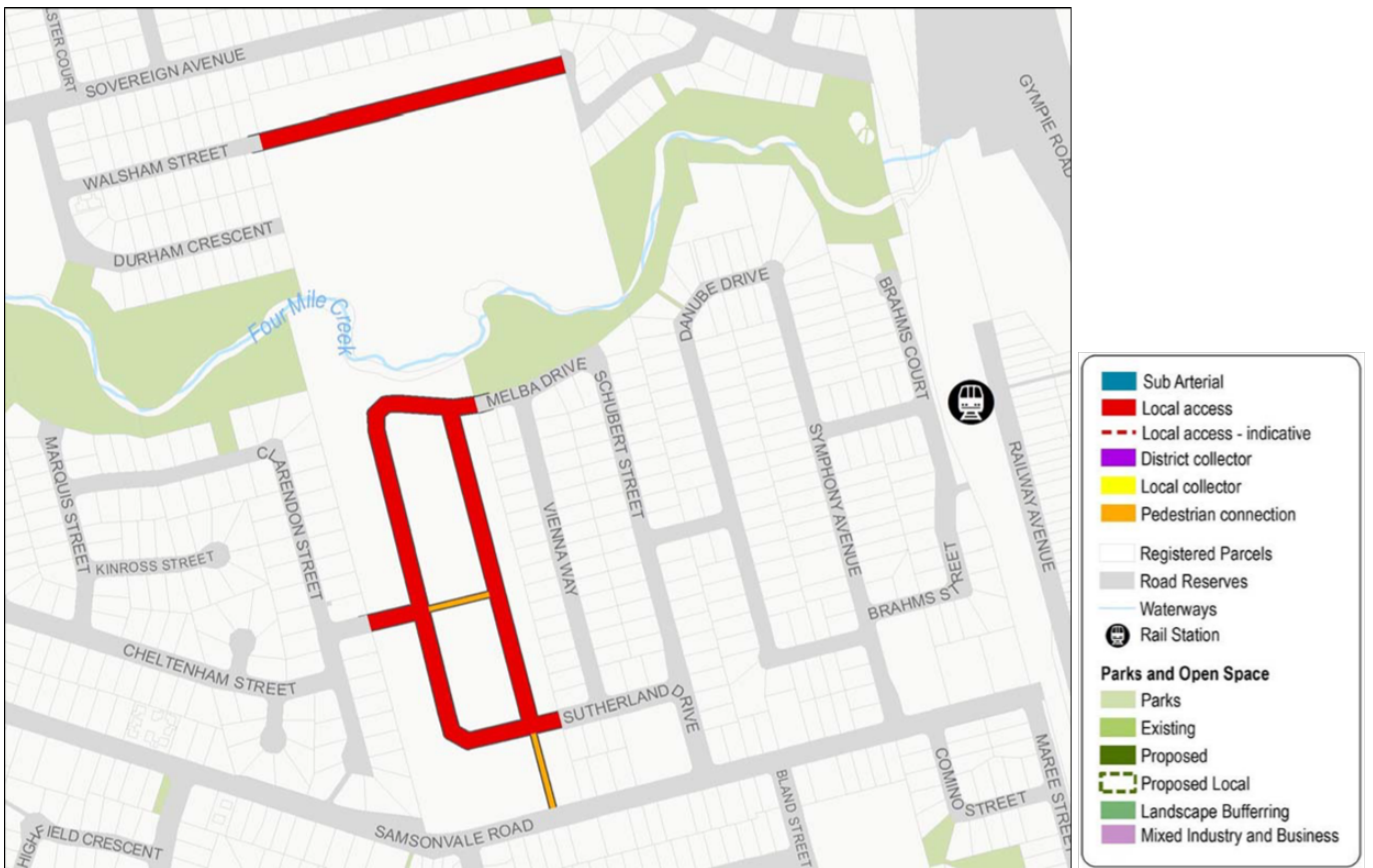 STER COURT
SOVEREIGN AVENUE
GYMPIE ROAD
WALSHAM STREET
DURHAM CRESCENT
Four Mile Creek
DANUBE DRIVE
BRAHMS COURT
MELBA DRIVE
SCHUBERT STREET
MARQUIS STREET
CLARENDON STREET
SYMPHONY AVENUE
RAILWAY AVENUE
VIENNA WAY
KINROSS STREET
BRAHMS STREET
CHELTENHAM STREET
SUTHERLAND DRIVE
COMINO STREET
MAREE STREET
BLAND STREET
SAMSONVALE ROAD
HIGHFIELD CRESCENT
Sub Arterial
Local access
Local access - indicative
District collector
Local collector
Pedestrian connection
Registered Parcels
Road Reserves
Waterways
Rail Station
Parks and Open Space
Parks
Existing
Proposed
Proposed Local
Landscape Bufferring
Mixed Industry and Business